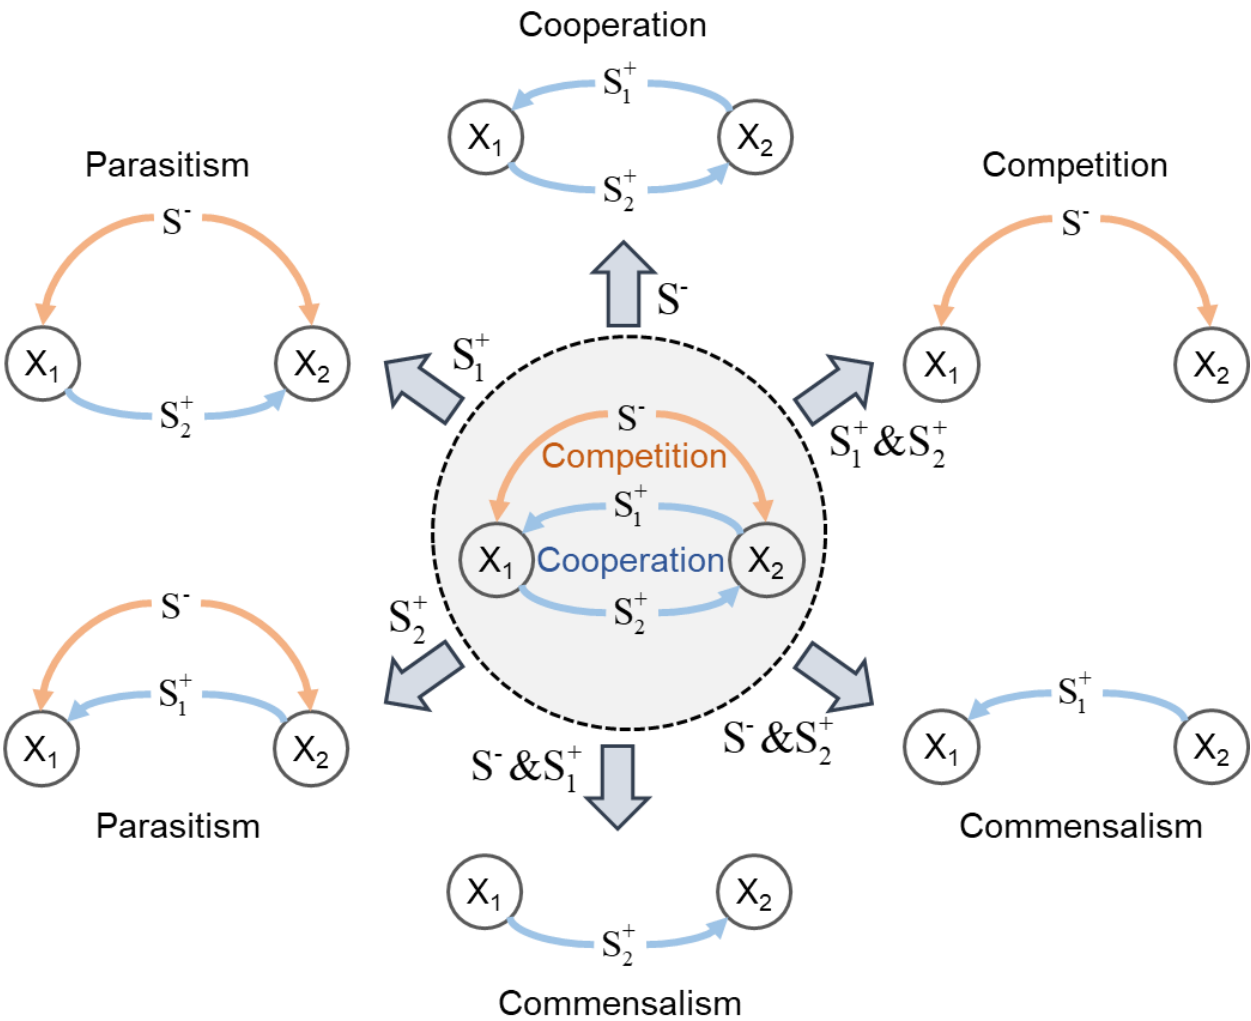 Cooperation
S₁⁺
X₁ X₂
S₂⁺
Parasitism
S⁻
X₁ X₂
S₂⁺
Competition
S⁻
X₁ X₂
S⁻
S₁⁺
S₁⁺&S₂⁺
S⁻
Competition
S₁⁺
X₁ Cooperation X₂
S₂⁺
S₂⁺
S⁻&S₁⁺
S⁻&S₂⁺
S⁻
S₁⁺
X₁ X₂
Parasitism
S₁⁺
X₁ X₂
Commensalism
X₁ X₂
S₂⁺
Commensalism